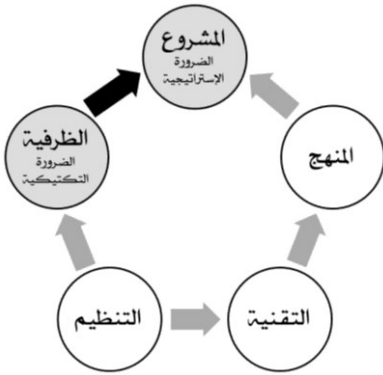 المشروع
الضرورة
الإستراتيجية
الظرفية
الضرورة
التكتيكية
المنهج
التنظيم
التقنية